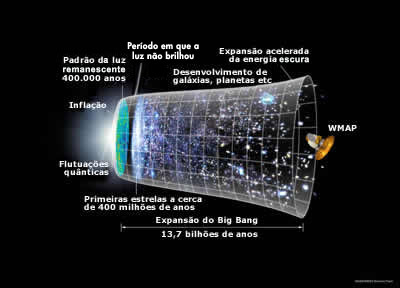 Período em que a
luz não brilhou
Padrão da luz
remanescente
400.000 anos
Expansão acelerada
da energia escura
Desenvolvimento de
galáxias, planetas etc
Inflação
WMAP
Flutuações
quânticas
Primeiras estrelas a cerca
de 400 milhões de anos
Expansão do Big Bang
13,7 bilhões de anos